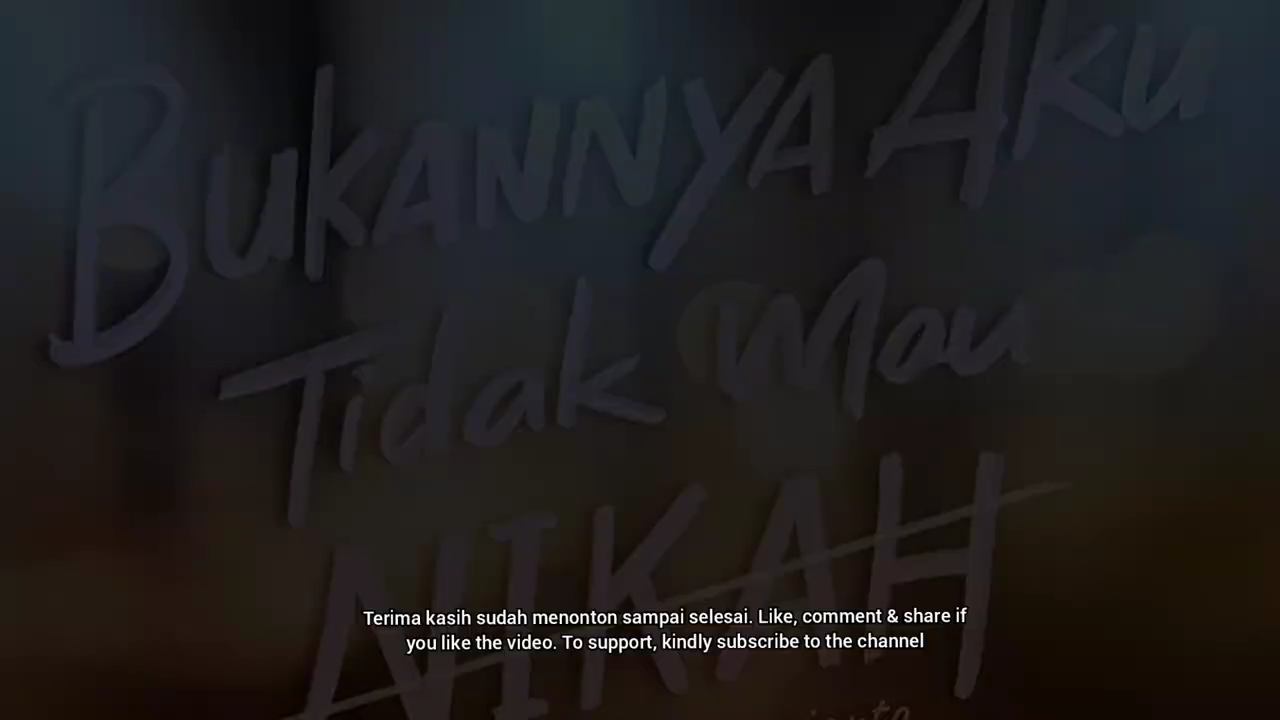 BUKANNYA AKU
Tidak Mau
NIKAH
Terima kasih sudah menonton sampai selesai. Like, comment & share if
you like the video. To support, kindly subscribe to the channel